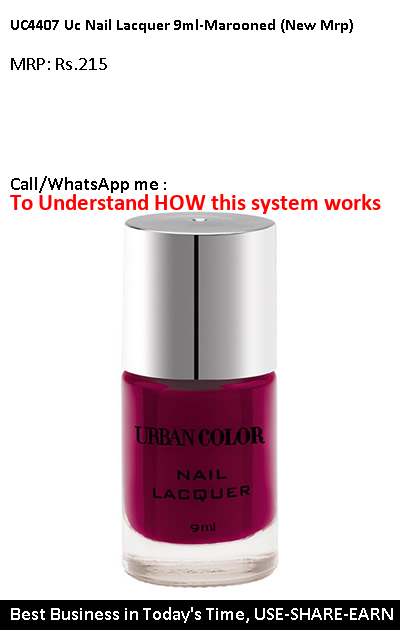 UC4407 Uc Nail Lacquer 9ml-Marooned (New Mrp)
MRP: Rs.215
Call/WhatsApp me :
To Understand HOW this system works
URBAN COLOR
NAIL
LACQUER
9ml
Best Business in Today's Time, USE-SHARE-EARN